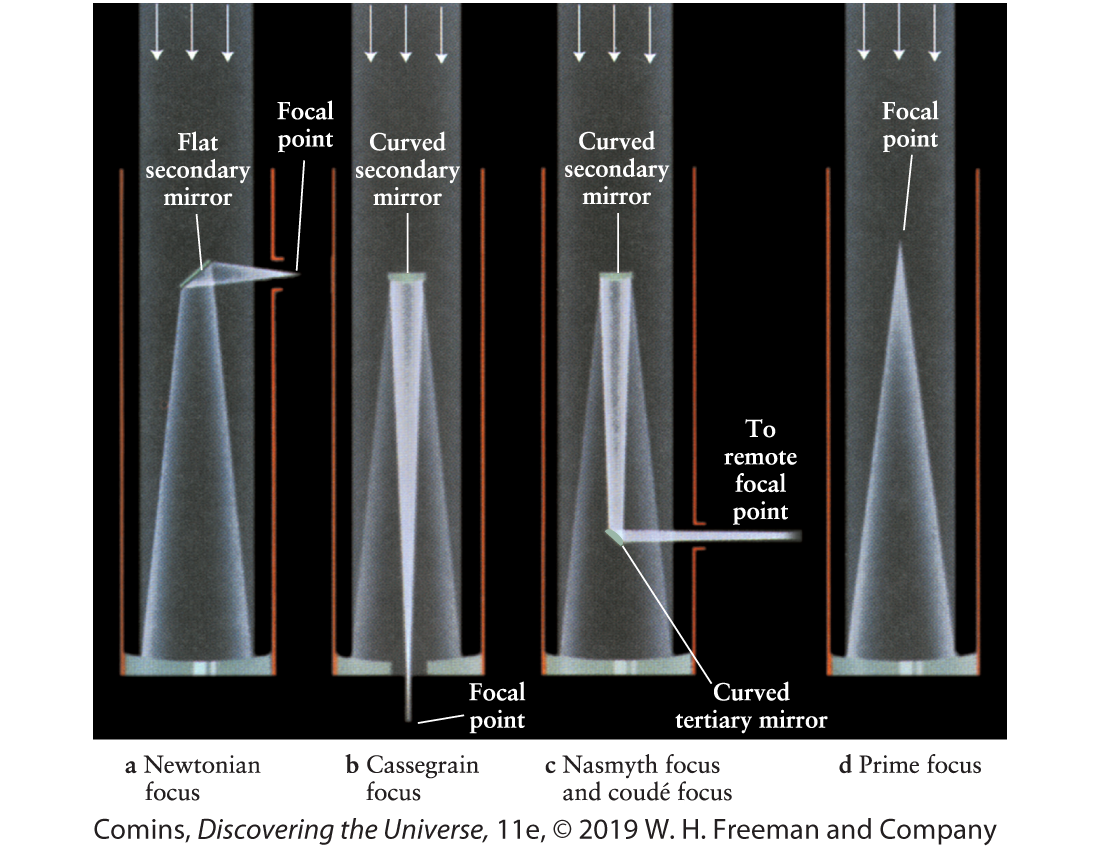 Flat
secondary
mirror
Focal
point
Curved
secondary
mirror
Focal
point
Curved
secondary
mirror
To
remote
focal
point
Curved
tertiary mirror
Focal
point
a Newtonian
focus
b Cassegrain
focus
c Nasmyth focus
and coudé focus
d Prime focus
Comins, Discovering the Universe, 11e, © 2019 W. H. Freeman and Company